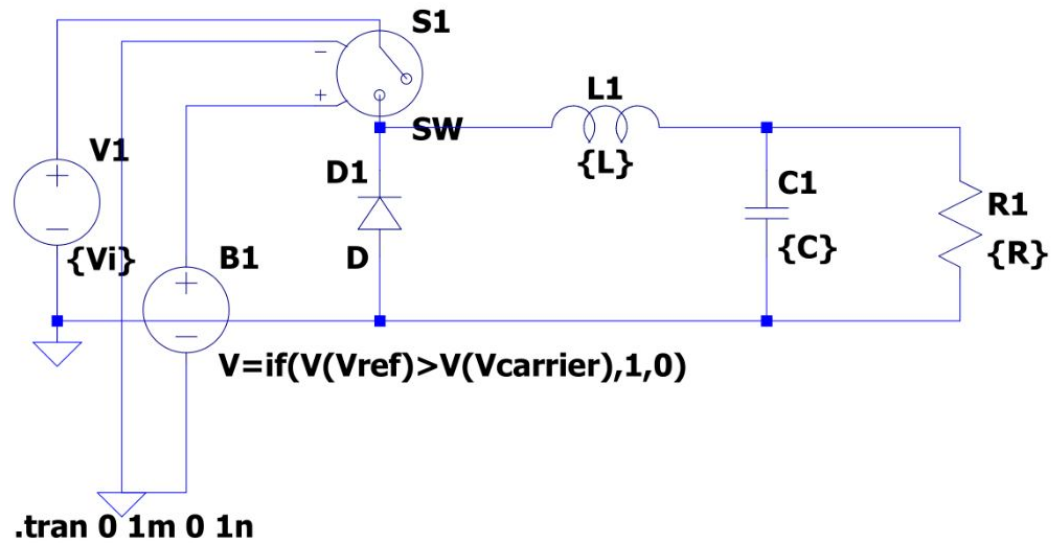 S1
−
+
SW
V1
+
−
{Vi}
B1
+
−
V=if(V(Vref)>V(Vcarrier),1,0)
D1
D
L1
{L}
C1
{C}
R1
{R}
.tran 0 1m 0 1n